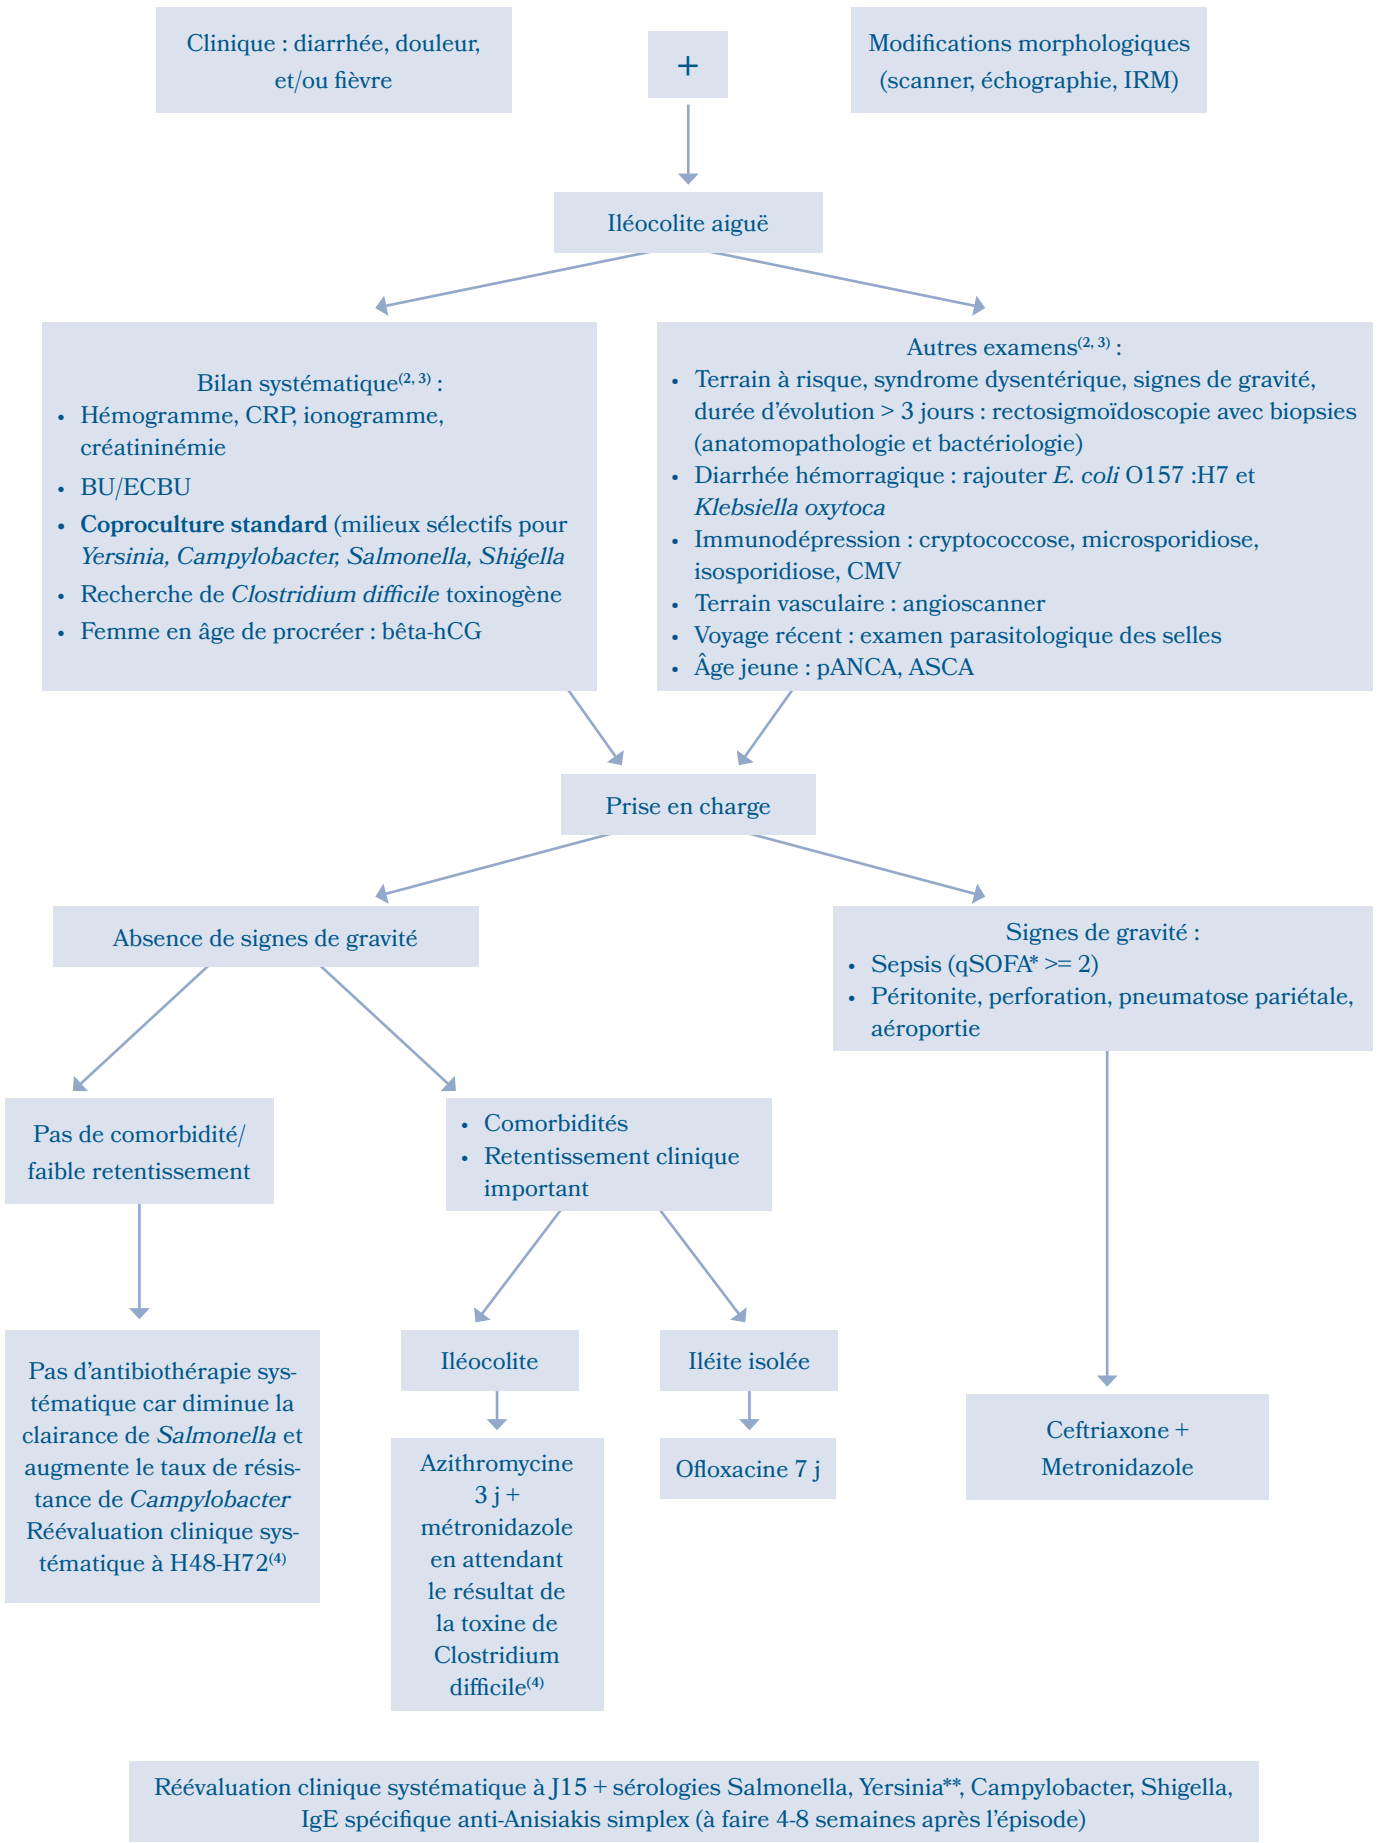 Clinique : diarrhée, douleur,
et/ou fièvre
+
Modifications morphologiques
(scanner, échographie, IRM)
Iléocolite aiguë
Bilan systématique(2, 3) :
• Hémogramme, CRP, ionogramme,
créatininémie
• BU/ECBU
• Coproculture standard (milieux sélectifs pour
Yersinia, Campylobacter, Salmonella, Shigella
• Recherche de Clostridium difficile toxinogène
• Femme en âge de procréer : bêta-hCG
Autres examens(2, 3) :
• Terrain à risque, syndrome dysentérique, signes de gravité,
durée d'évolution > 3 jours : rectosigmoïdoscopie avec biopsies
(anatomopathologie et bactériologie)
• Diarrhée hémorragique : rajouter E. coli O157 :H7 et
Klebsiella oxytoca
• Immunodépression : cryptococcose, microsporidiose,
isosporidiose, CMV
• Terrain vasculaire : angioscanner
• Voyage récent : examen parasitologique des selles
• Âge jeune : pANCA, ASCA
Prise en charge
Absence de signes de gravité
Signes de gravité :
• Sepsis (qSOFA* >= 2)
• Péritonite, perforation, pneumatose pariétale,
aéroportie
Pas de comorbidité/
faible retentissement
• Comorbidités
• Retentissement clinique
important
Pas d'antibiothérapie sys-
tématique car diminue la
clairance de Salmonella et
augmente le taux de résis-
tance de Campylobacter
Réévaluation clinique sys-
tématique à H48-H72(4)
Iléocolite
Iléite isolée
Azithromycine
3 j +
métronidazole
en attendant
le résultat de
la toxine de
Clostridium
difficile(4)
Ofloxacine 7 j
Ceftriaxone +
Metronidazole
Réévaluation clinique systématique à J15 + sérologies Salmonella, Yersinia**, Campylobacter, Shigella,
IgE spécifique anti-Anisiakis simplex (à faire 4-8 semaines après l'épisode)